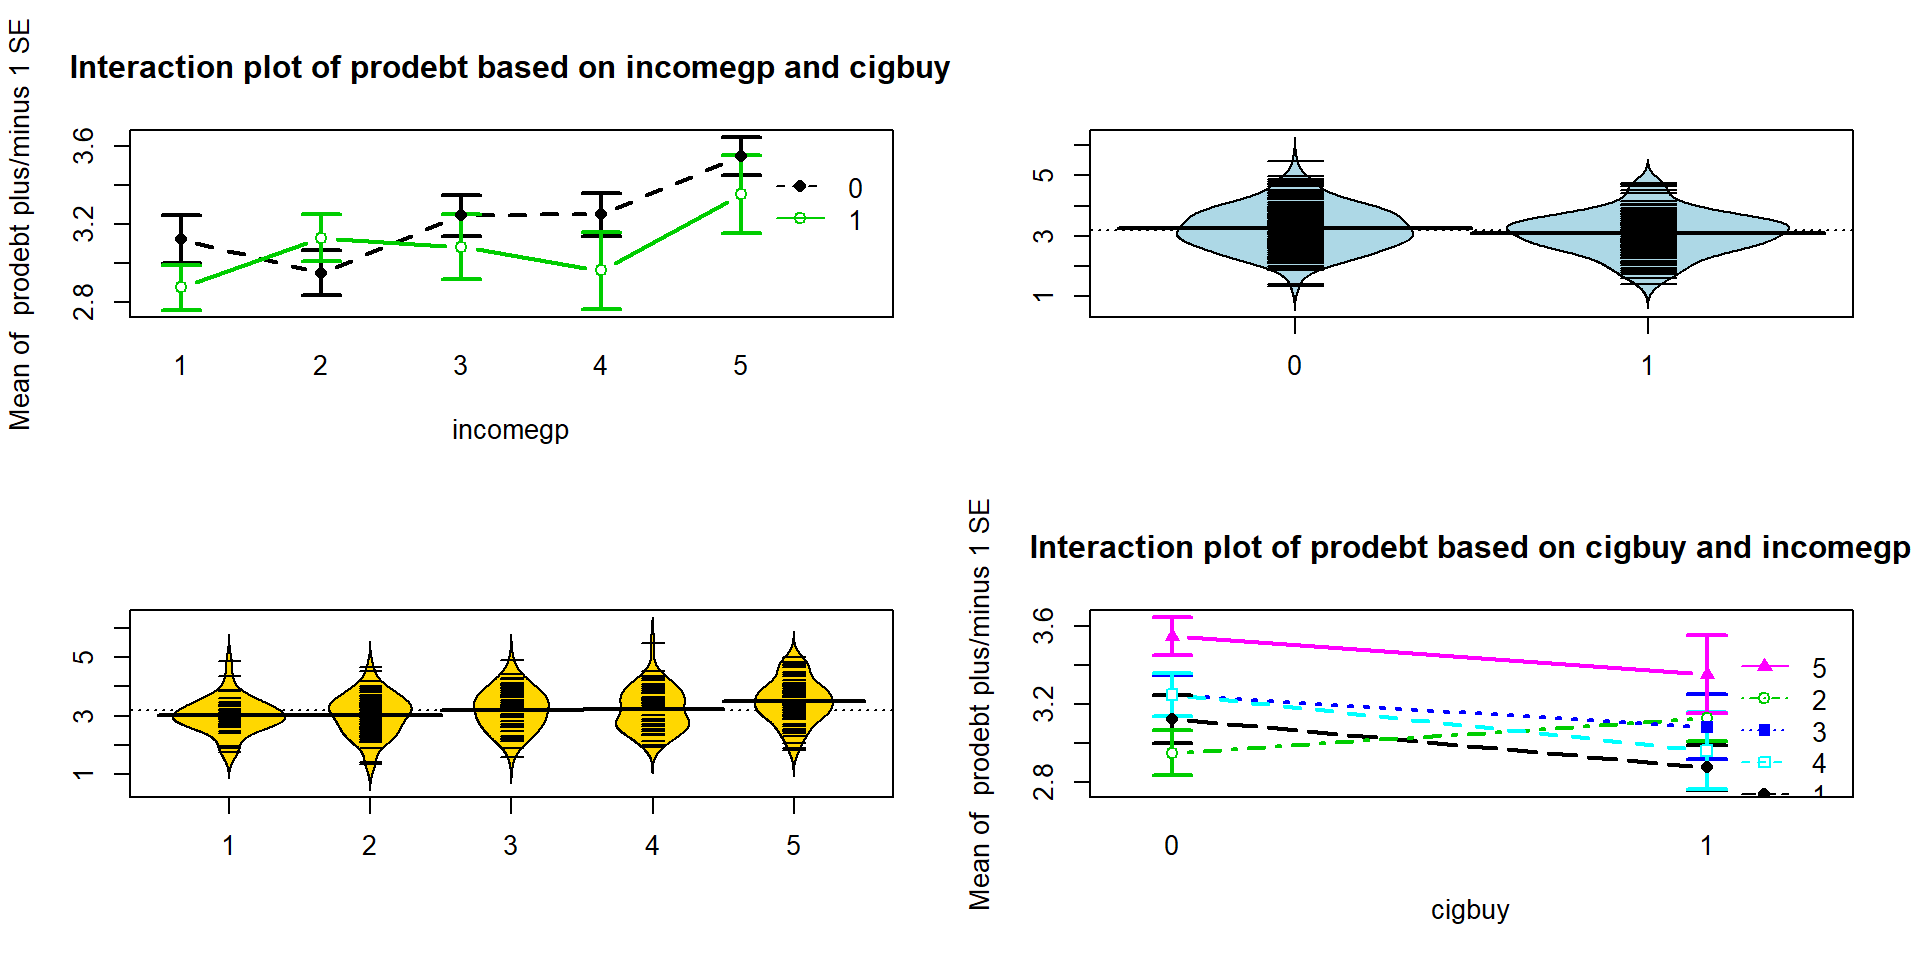 Interaction plot of prodebt based on incomegp and cigbuy
Mean of prodebt plus/minus 1 SE
3.6
3.2
2.8
0
1
1 2 3 4 5
incomegp
5
3
1
0 1
5
3
1
1 2 3 4 5
Interaction plot of prodebt based on cigbuy and incomegp
Mean of prodebt plus/minus 1 SE
3.6
3.2
2.8
5
2
3
4
1
0 1
cigbuy